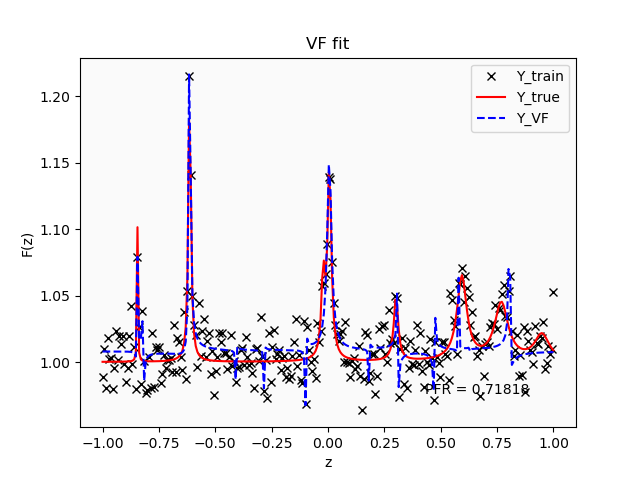 VF fit
Y_train
Y_true
Y_VF
F(z)
1.20
1.15
1.10
1.05
1.00
FFR = 0.71818
−1.00 −0.75 −0.50 −0.25 0.00 0.25 0.50 0.75 1.00
z